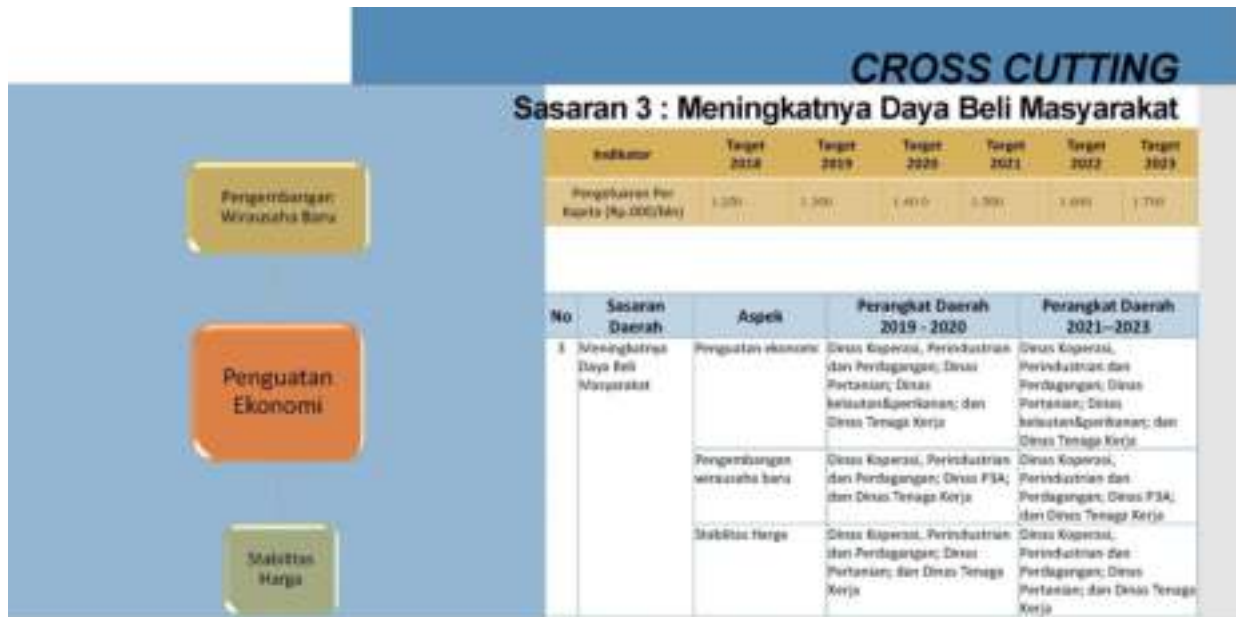 CROSS CUTTING
Sasaran 3 : Meningkatnya Daya Beli Masyarakat
Pengembangan
Wirausaha Baru
Penguatan
Ekonomi
Stabilitas
Harga
Indikator Target 2018 Target 2019 Target 2020 Target 2021 Target 2022 Target 2023
Pengeluaran Per
Kapita (Rp.000/bln)
No Sasaran Daerah Aspek Perangkat Daerah 2019 - 2020 Perangkat Daerah 2021--2023
3 Meningkatnya
Daya Beli
Masyarakat
Penguatan ekonomi
Dinas Koperasi, Perindustrian
dan Perdagangan; Dinas
Pertanian; Dinas
kelautan&perikanan; dan
Dinas Tenaga Kerja
Dinas Koperasi,
Perindustrian dan
Perdagangan; Dinas
Pertanian; Dinas
kelautan&perikanan; dan
Dinas Tenaga Kerja
Pengembangan
wirausaha baru
Dinas Koperasi, Perindustrian
dan Perdagangan; Dinas P3A;
dan Dinas Tenaga Kerja
Dinas Koperasi,
Perindustrian dan
Perdagangan; Dinas P3A;
dan Dinas Tenaga Kerja
Stabilitas Harga
Dinas Koperasi, Perindustrian
dan Perdagangan; Dinas
Pertanian; dan Dinas Tenaga
Kerja
Dinas Koperasi,
Perindustrian dan
Perdagangan; Dinas
Pertanian; dan Dinas Tenaga
Kerja